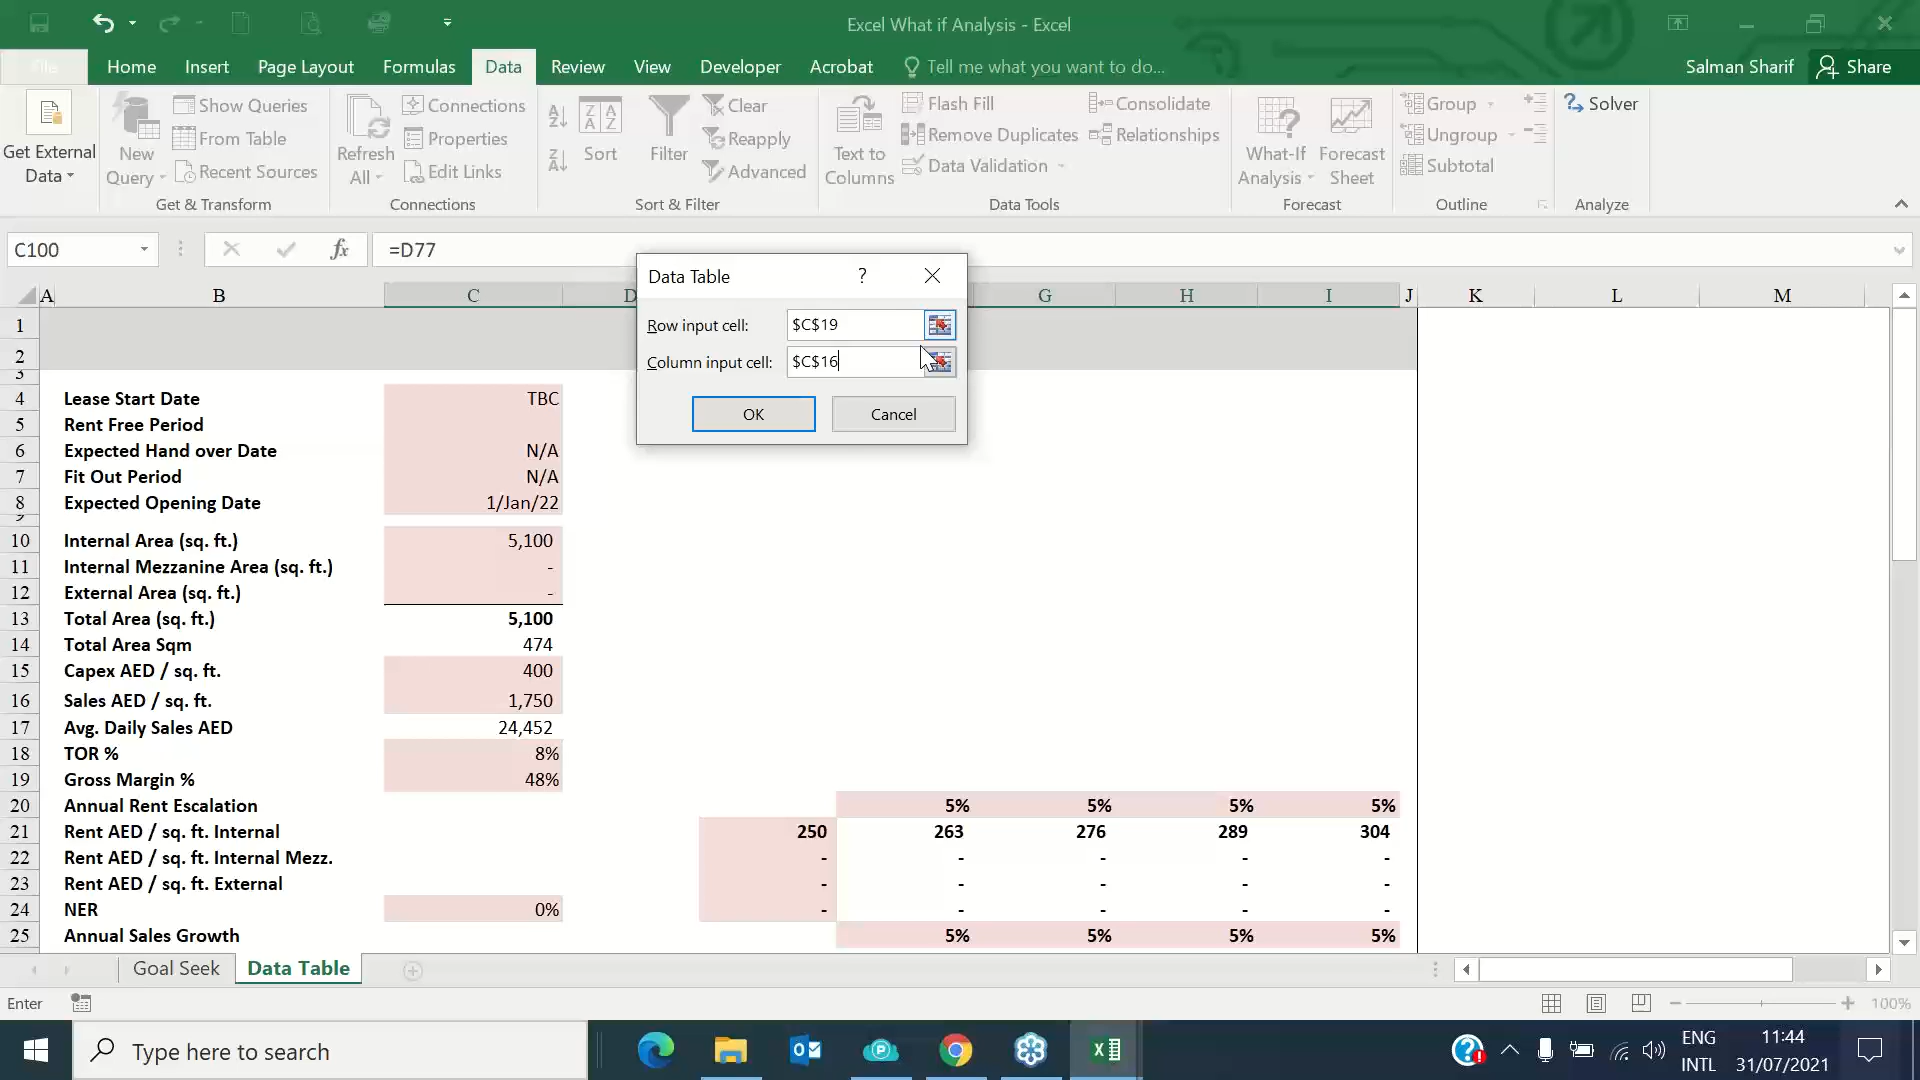 Excel What if Analysis - Excel
File Home Insert Page Layout Formulas Data Review View Developer Acrobat Tell me what you want to do... Salman Sharif Share
Get External
Data
New
Query
Show Queries
From Table
Recent Sources
Get & Transform
Refresh
All
Connections
Properties
Edit Links
Connections
Sort
Filter
Clear
Reapply
Advanced
Sort & Filter
Text to
Columns
Flash Fill
Remove Duplicates
Data Validation
Consolidate
Relationships
Data Tools
What-If
Analysis
Forecast
Sheet
Forecast
Group
Ungroup
Subtotal
Outline
Solver
Analyze
C100 fx =D77
Data Table ?
Row input cell: $C$19
Column input cell: $C$16
OK Cancel
A B C D G H I J K L M
1
2
3
4 Lease Start Date TBC
5 Rent Free Period
6 Expected Hand over Date N/A
7 Fit Out Period N/A
8 Expected Opening Date 1/Jan/22
9
10 Internal Area (sq. ft.) 5,100
11 Internal Mezzanine Area (sq. ft.) -
12 External Area (sq. ft.) -
13 Total Area (sq. ft.) 5,100
14 Total Area Sqm 474
15 Capex AED / sq. ft. 400
16 Sales AED / sq. ft. 1,750
17 Avg. Daily Sales AED 24,452
18 TOR % 8%
19 Gross Margin % 48%
20 Annual Rent Escalation 5% 5% 5% 5%
21 Rent AED / sq. ft. Internal 250 263 276 289 304
22 Rent AED / sq. ft. Internal Mezz. - - - - -
23 Rent AED / sq. ft. External - - - - -
24 NER 0% - - - - -
25 Annual Sales Growth 5% 5% 5% 5%
Goal Seek Data Table
Enter 100%
Type here to search
ENG
INTL
11:44
31/07/2021